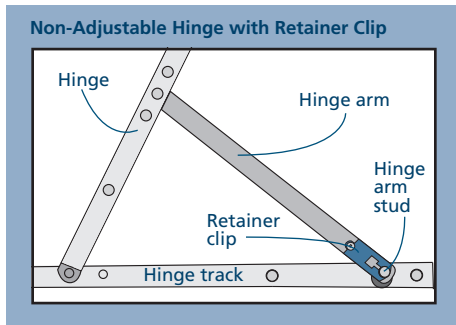 Non-Adjustable Hinge with Retainer Clip
Hinge
Hinge arm
Hinge
arm
stud
Retainer
clip
Hinge track